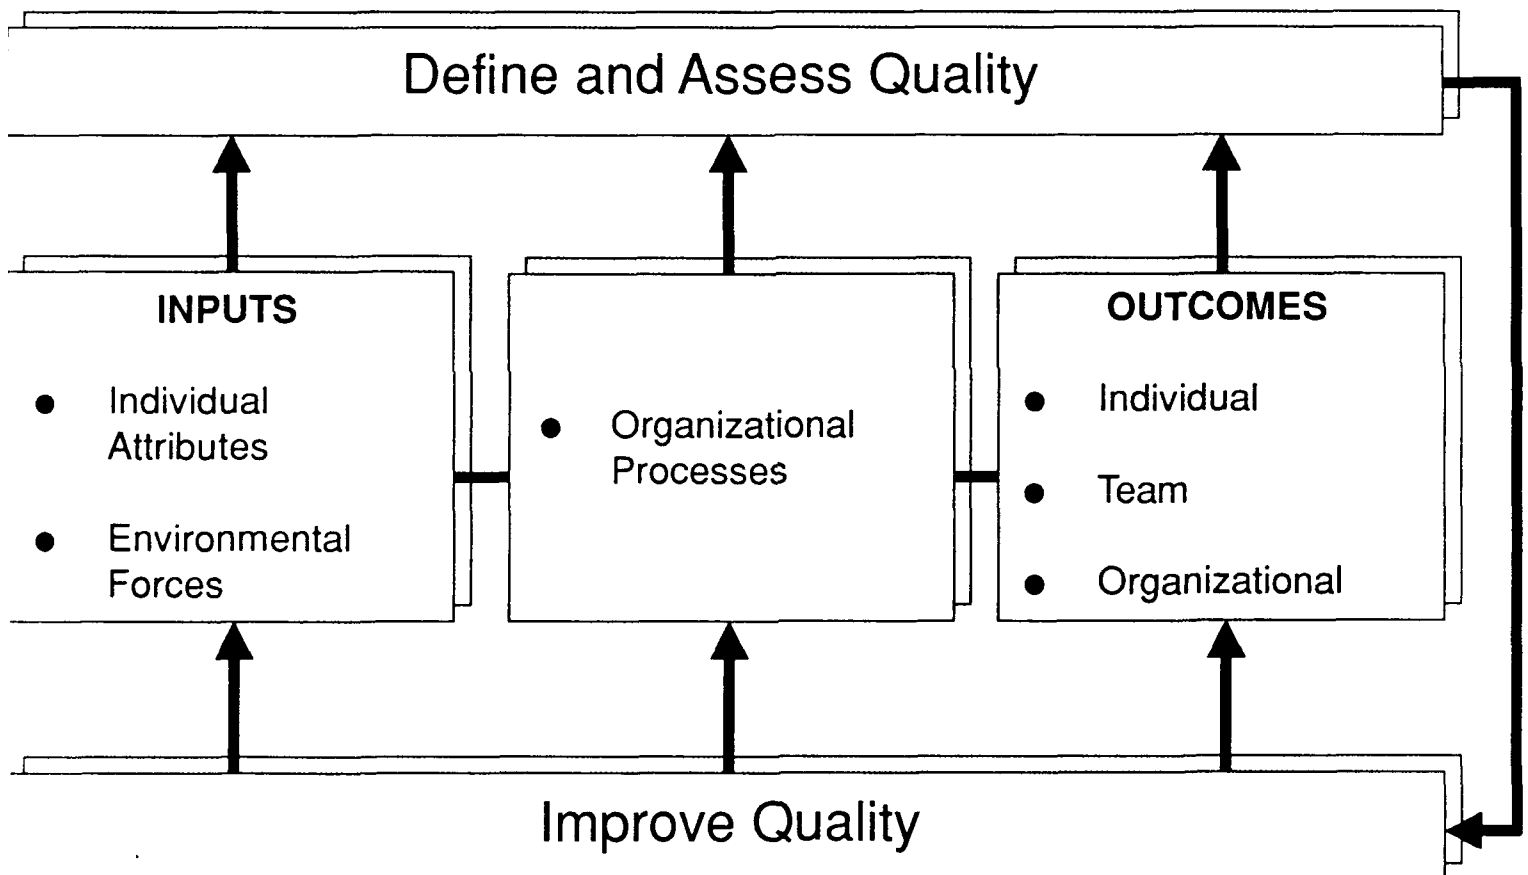 Define and Assess Quality
INPUTS
● Individual
Attributes
● Environmental
Forces
● Organizational
Processes
OUTCOMES
● Individual
● Team
● Organizational
Improve Quality